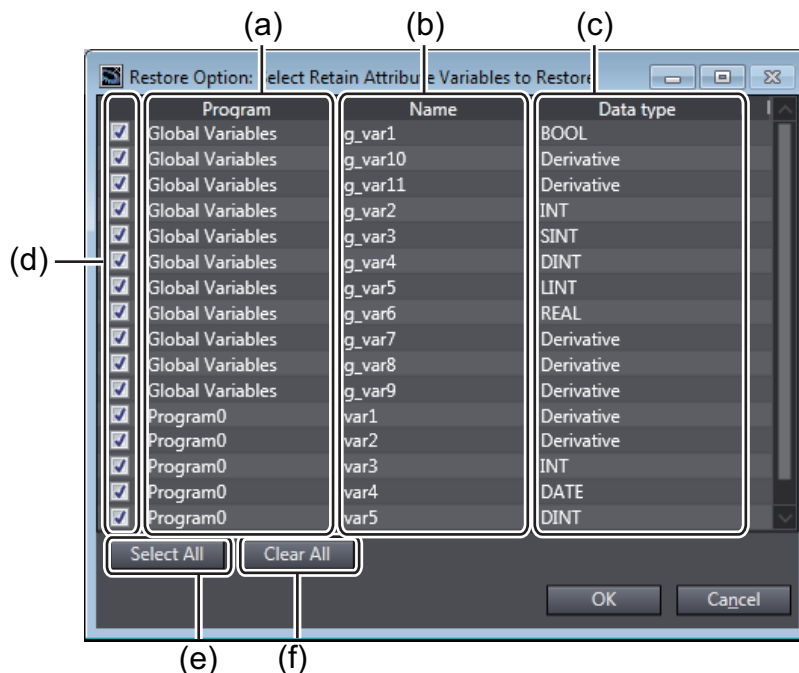 (a) (b) (c)
Restore Option: Select Retain Attribute Variables to Restore
Program Name Data type
Global Variables g_var1 BOOL
Global Variables g_var10 Derivative
Global Variables g_var11 Derivative
Global Variables g_var2 INT
Global Variables g_var3 SINT
(d) Global Variables g_var4 DINT
Global Variables g_var5 LINT
Global Variables g_var6 REAL
Global Variables g_var7 Derivative
Global Variables g_var8 Derivative
Global Variables g_var9 Derivative
Program0 var1 Derivative
Program0 var2 Derivative
Program0 var3 INT
Program0 var4 DATE
Program0 var5 DINT
Select All Clear All
OK Cancel
(e) (f)